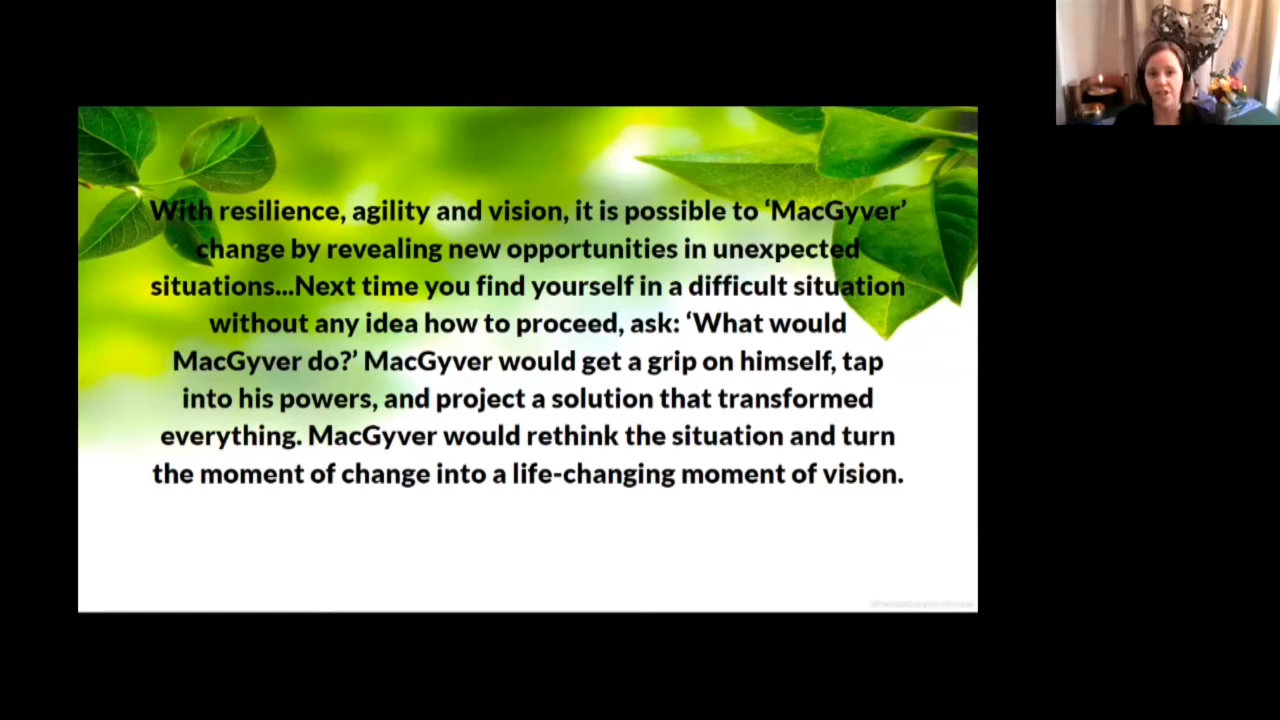 With resilience, agility and vision, it is possible to ‘MacGyver’
change by revealing new opportunities in unexpected
situations...Next time you find yourself in a difficult situation
without any idea how to proceed, ask: ‘What would
MacGyver do?’ MacGyver would get a grip on himself, tap
into his powers, and project a solution that transformed
everything. MacGyver would rethink the situation and turn
the moment of change into a life-changing moment of vision.